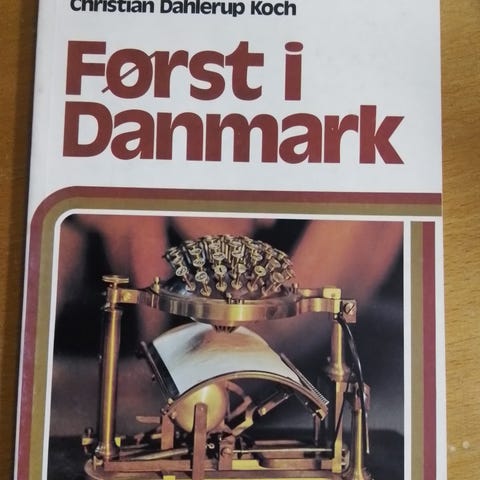 Christian Dahlerup Koch
Først i
Danmark